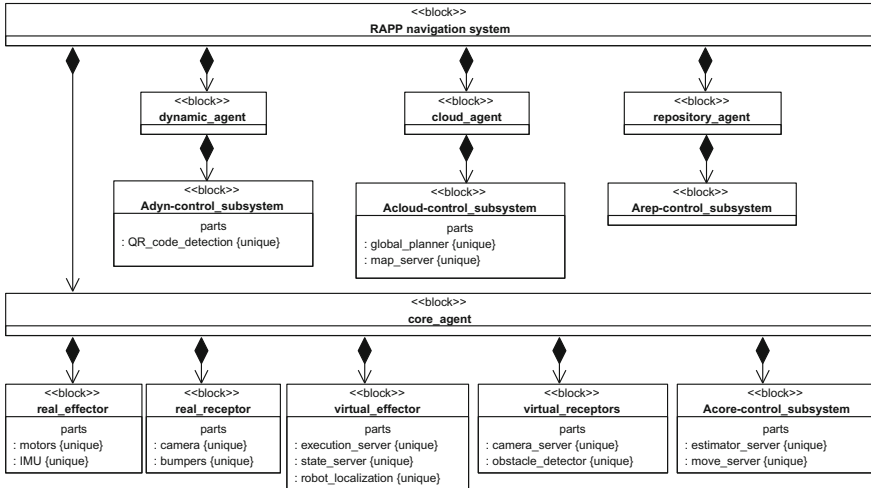 <<block>>
RAPP navigation system
<<block>>
dynamic_agent
<<block>>
cloud_agent
<<block>>
repository_agent
<<block>>
Adyn-control_subsystem
parts
: QR_code_detection {unique}
<<block>>
Acloud-control_subsystem
parts
: global_planner {unique}
: map_server {unique}
<<block>>
Arep-control_subsystem
<<block>>
core_agent
<<block>>
real_effector
parts
: motors {unique}
: IMU {unique}
<<block>>
real_receptor
parts
: camera {unique}
: bumpers {unique}
<<block>>
virtual_effector
parts
: execution_server {unique}
: state_server {unique}
: robot_localization {unique}
<<block>>
virtual_receptors
parts
: camera_server {unique}
: obstacle_detector {unique}
<<block>>
Acore-control_subsystem
parts
: estimator_server {unique}
: move_server {unique}